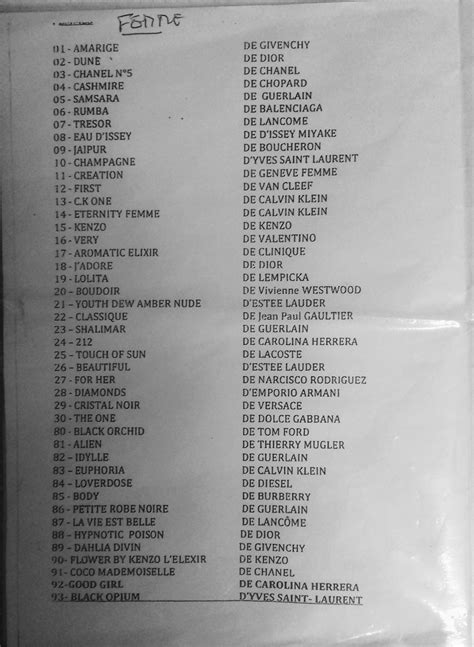 FEMME
01 - AMARIGE DE GIVENCHY
02 - DUNE DE DIOR
03 - CHANEL N°5 DE CHANEL
04 - CASHMIRE DE CHOPARD
05 - SAMSARA DE GUERLAIN
06 - RUMBA DE BALENCIAGA
07 - TRESOR DE LANCOME
08 - EAU D'ISSEY DE D'ISSEY MIYAKE
09 - JAIPUR DE BOUCHERON
10 - CHAMPAGNE D'YVES SAINT LAURENT
11 - CREATION DE GENEVE FEMME
12 - FIRST DE VAN CLEEF
13 - C.K ONE DE CALVIN KLEIN
14 - ETERNITY FEMME DE CALVIN KLEIN
15 - KENZO DE KENZO
16 - VERY DE VALENTINO
17 - AROMATIC ELIXIR DE CLINIQUE
18 - J'ADORE DE DIOR
19 - LOLITA DE LEMPICKA
20 - BOUDOIR DE Vivienne WESTWOOD
21 - YOUTH DEW AMBER NUDE D'ESTEE LAUDER
22 - CLASSIQUE DE Jean Paul GAULTIER
23 - SHALIMAR DE GUERLAIN
24 - 212 DE CAROLINA HERRERA
25 - TOUCH OF SUN DE LACOSTE
26 - BEAUTIFUL D'ESTEE LAUDER
27 - FOR HER DE NARCISO RODRIGUEZ
28 - DIAMONDS D'EMPORIO ARMANI
29 - CRISTAL NOIR DE VERSACE
30 - THE ONE DE DOLCE GABBANA
80 - BLACK ORCHID DE TOM FORD
81 - ALIEN DE THIERRY MUGLER
82 - IDYLLE DE GUERLAIN
83 - EUPHORIA DE CALVIN KLEIN
84 - LOVERDOSE DE DIESEL
85 - BODY DE BURBERRY
86 - PETITE ROBE NOIRE DE GUERLAIN
87 - LA VIE EST BELLE DE LANCÔME
88 - HYPNOTIC POISON DE DIOR
89 - DAHLIA DIVIN DE GIVENCHY
90- FLOWER BY KENZO L'ELEXIR DE KENZO
91- COCO MADEMOISELLE DE CHANEL
92-GOOD GIRL DE CAROLINA HERRERA
93- BLACK OPIUM D'YVES SAINT- LAURENT